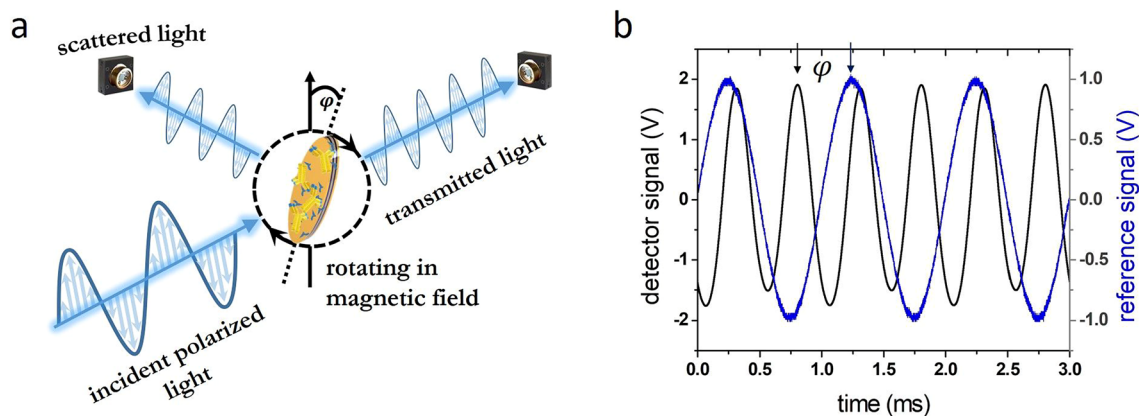 a
scattered light
φ
transmitted light
rotating in
magnetic field
incident polarized
light
b
φ
detector signal (V)
2
1
0
-1
-2
reference signal (V)
1.0
0.5
0.0
-0.5
-1.0
0.0 0.5 1.0 1.5 2.0 2.5 3.0
time (ms)